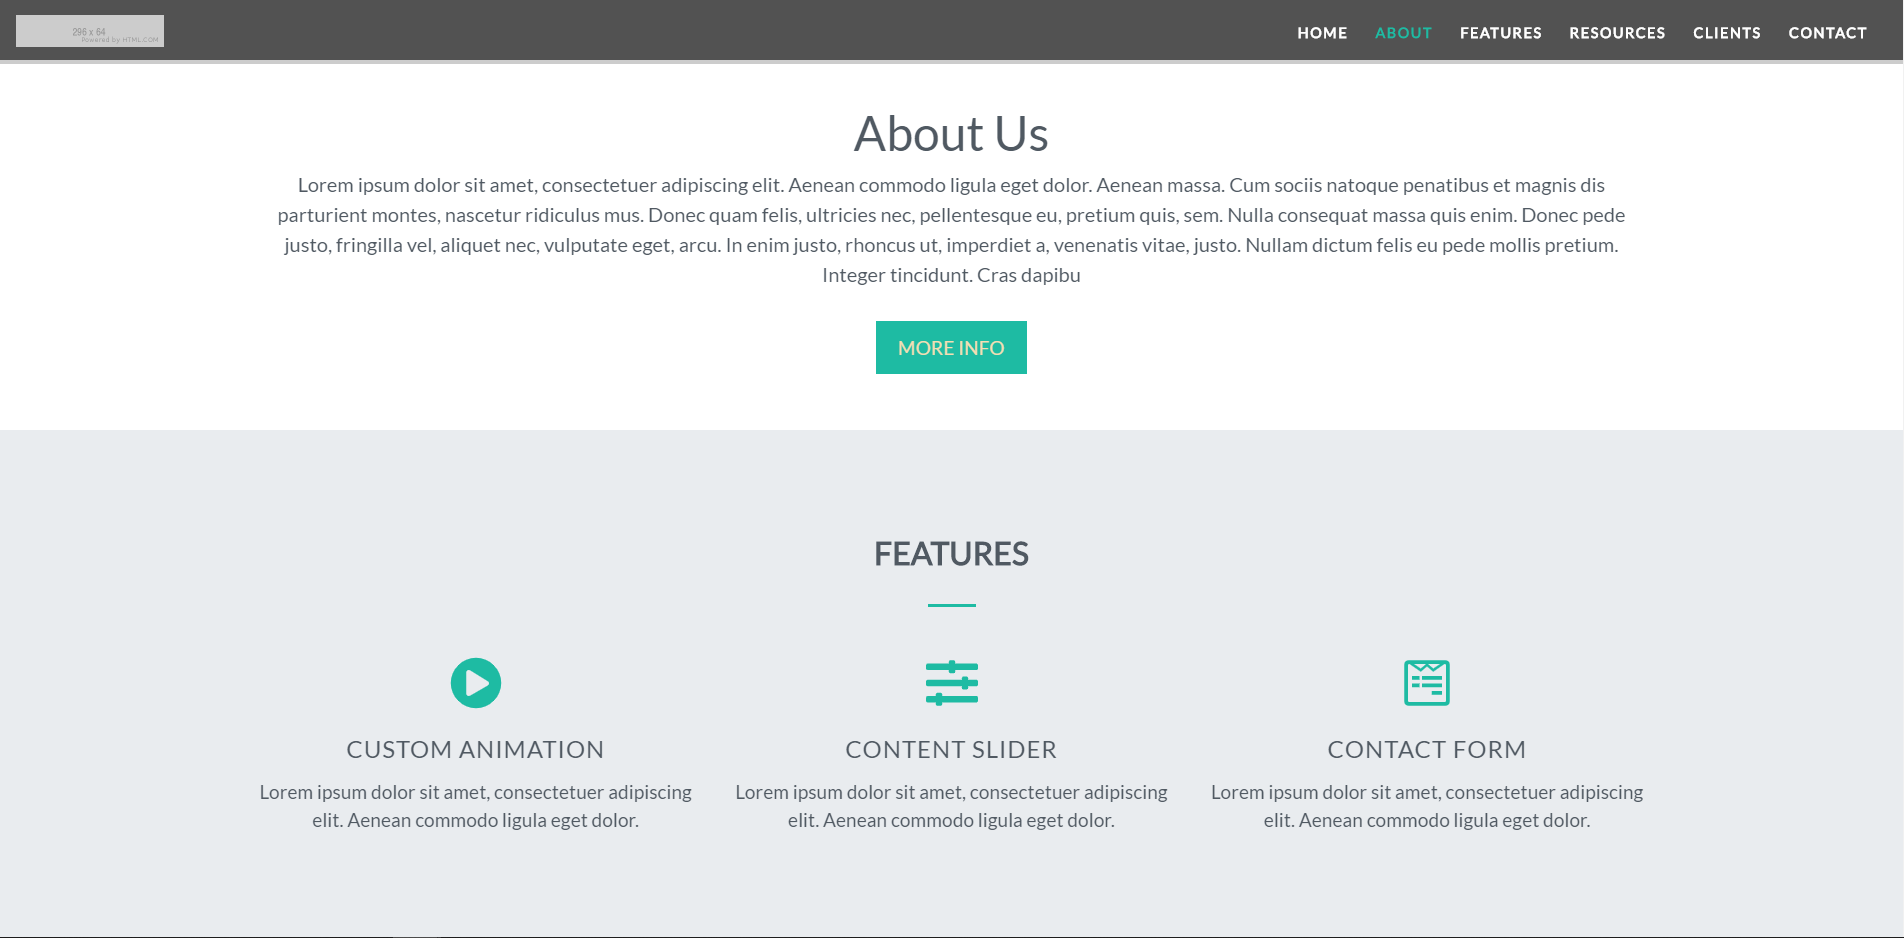 296 x 64
Powered by HTML.COM
HOME ABOUT FEATURES RESOURCES CLIENTS CONTACT
About Us
Lorem ipsum dolor sit amet, consectetuer adipiscing elit. Aenean commodo ligula eget dolor. Aenean massa. Cum sociis natoque penatibus et magnis dis
parturient montes, nascetur ridiculus mus. Donec quam felis, ultricies nec, pellentesque eu, pretium quis, sem. Nulla consequat massa quis enim. Donec pede
justo, fringilla vel, aliquet nec, vulputate eget, arcu. In enim justo, rhoncus ut, imperdiet a, venenatis vitae, justo. Nullam dictum felis eu pede mollis pretium.
Integer tincidunt. Cras dapibu
MORE INFO
FEATURES
CUSTOM ANIMATION
Lorem ipsum dolor sit amet, consectetuer adipiscing
elit. Aenean commodo ligula eget dolor.
CONTENT SLIDER
Lorem ipsum dolor sit amet, consectetuer adipiscing
elit. Aenean commodo ligula eget dolor.
CONTACT FORM
Lorem ipsum dolor sit amet, consectetuer adipiscing
elit. Aenean commodo ligula eget dolor.